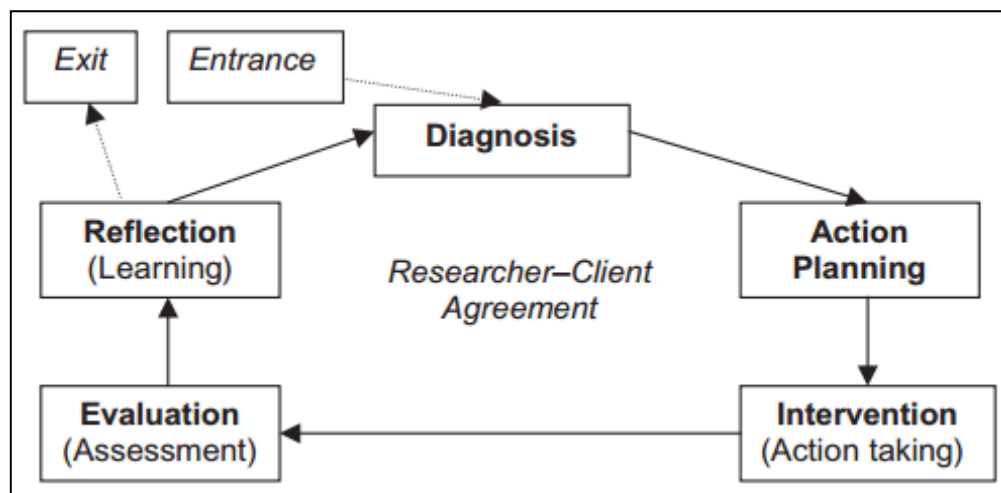 Exit
Entrance
Diagnosis
Reflection
(Learning)
Action
Planning
Researcher–Client
Agreement
Evaluation
(Assessment)
Intervention
(Action taking)